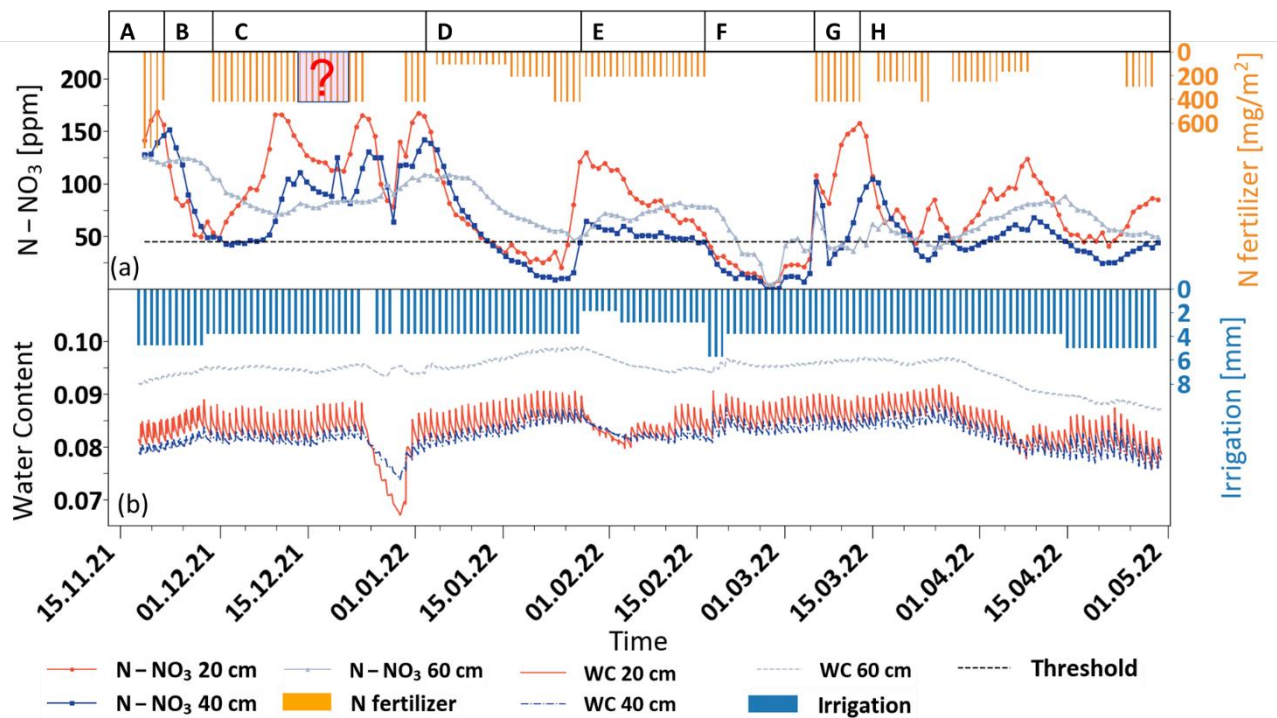 A B C D E F G H
?
200
150
100
50
N – NO₃ [ppm]
(a)
0
200
400
600
N fertilizer [mg/m²]
0.10
0.09
0.08
0.07
Water Content
(b)
0
2
4
6
8
Irrigation [mm]
15.11.21 01.12.21 15.12.21 01.01.22 15.01.22 01.02.22 15.02.22 01.03.22 15.03.22 01.04.22 15.04.22 01.05.22
Time
N – NO₃ 20 cm N – NO₃ 60 cm WC 20 cm WC 60 cm Threshold
N – NO₃ 40 cm N fertilizer WC 40 cm Irrigation